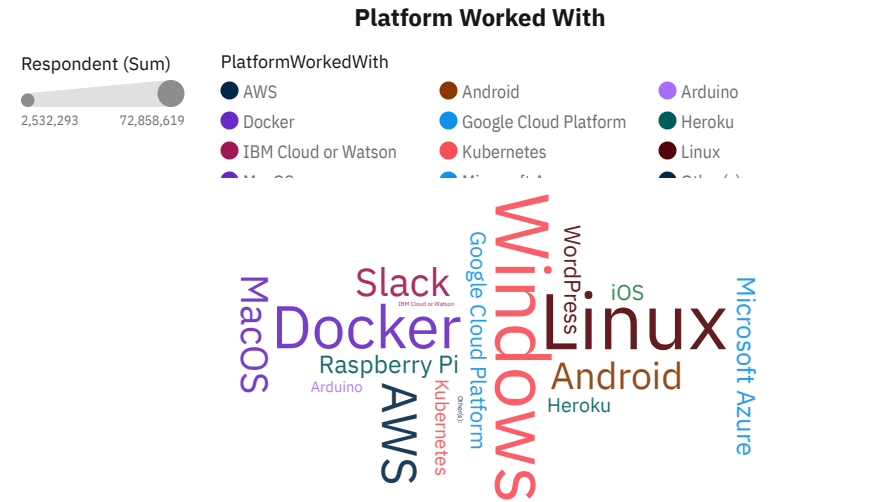 Platform Worked With
Respondent (Sum)
2,532,293 72,858,619
PlatformWorkedWith
AWS Android Arduino
Docker Google Cloud Platform Heroku
IBM Cloud or Watson Kubernetes Linux
MacOS
Windows
WordPress
Google Cloud Platform
Slack
iOS
MacOS
Microsoft Azure
IBM Cloud or Watson
Docker
Linux
Raspberry Pi
Android
Arduino
AWS
Kubernetes
Other(s):
Heroku